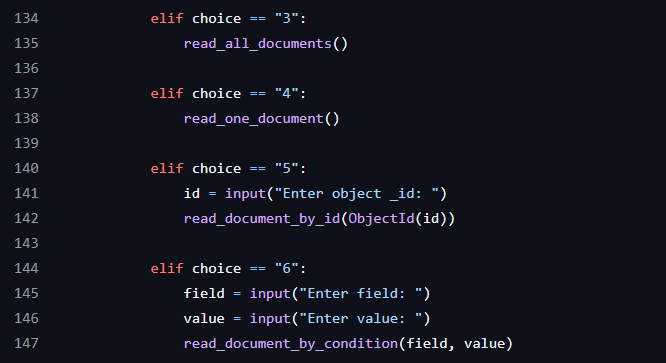 134 elif choice == "3":
135 read_all_documents()
136
137 elif choice == "4":
138 read_one_document()
139
140 elif choice == "5":
141 id = input("Enter object _id: ")
142 read_document_by_id(ObjectId(id))
143
144 elif choice == "6":
145 field = input("Enter field: ")
146 value = input("Enter value: ")
147 read_document_by_condition(field, value)